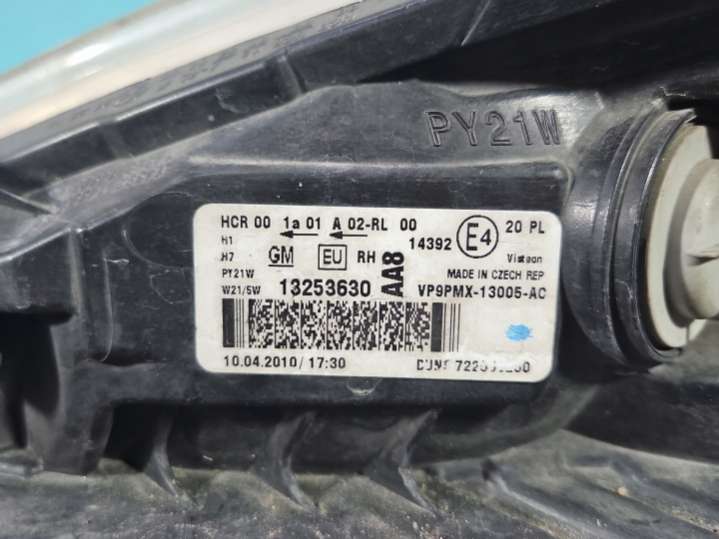 PY21W
HCR 00 1a 01 A 02-RL 00
H1 14392 E4 20 PL
H7 GM EU RH Visteon
PY21W MADE IN CZECH REP
W21/5W 13253630 AA8 VP9PMX-13005-AC
10.04.2010/ 17:30